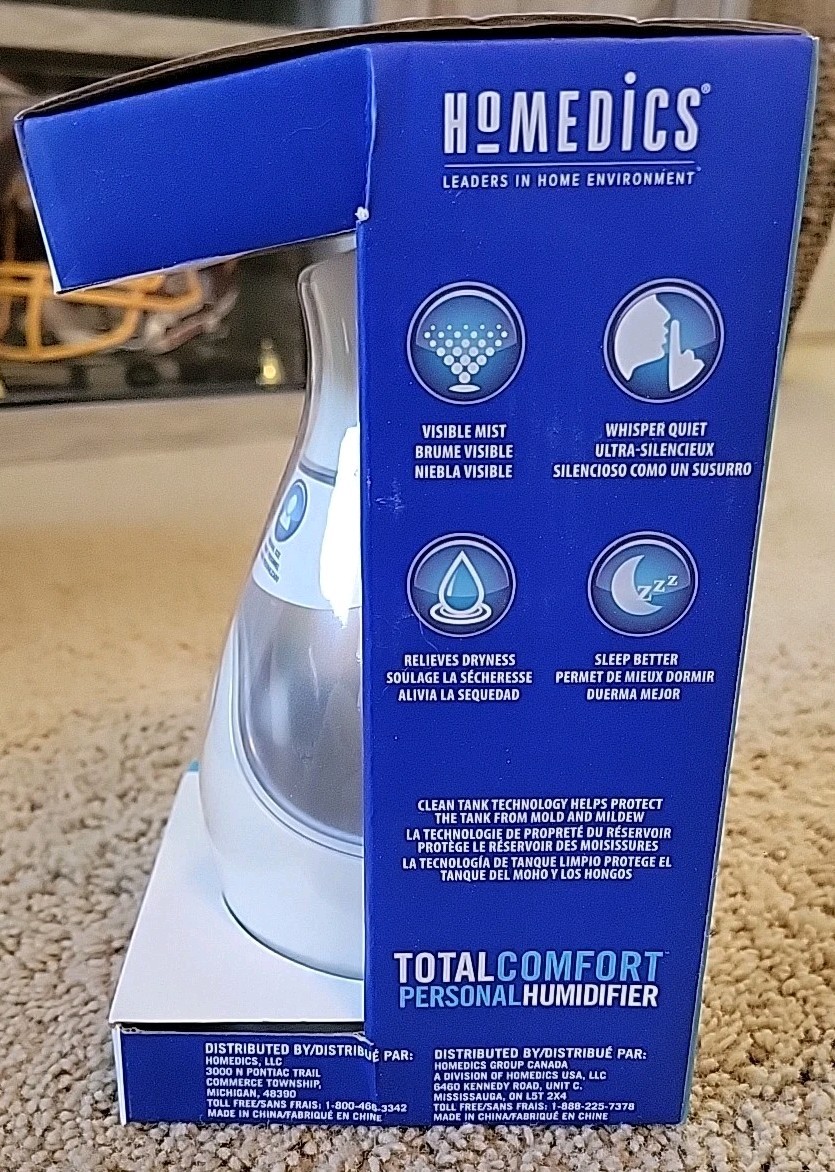 HOMEDICS®
LEADERS IN HOME ENVIRONMENT
VISIBLE MIST
BRUME VISIBLE
NIEBLA VISIBLE
WHISPER QUIET
ULTRA-SILENCIEUX
SILENCIOSO COMO UN SUSURRO
RELIEVES DRYNESS
SOULAGE LA SÉCHERESSE
ALIVIA LA SEQUEDAD
zzz
SLEEP BETTER
PERMET DE MIEUX DORMIR
DUERMA MEJOR
CLEAN TANK TECHNOLOGY HELPS PROTECT
THE TANK FROM MOLD AND MILDEW
LA TECHNOLOGIE DE PROPRETÉ DU RÉSERVOIR
PROTÈGE LE RÉSERVOIR DES MOISISSURES
LA TECNOLOGÍA DE TANQUE LIMPIO PROTEGE EL
TANQUE DEL MOHO Y LOS HONGOS
TOTALCOMFORT™
PERSONALHUMIDIFIER
DISTRIBUTED BY/DISTRIBUÉ PAR:
HOMEDICS, LLC
3000 N PONTIAC TRAIL
COMMERCE TOWNSHIP,
MICHIGAN, 48390
TOLL FREE/SANS FRAIS: 1-800-466-3342
MADE IN CHINA/FABRIQUÉ EN CHINE
DISTRIBUTED BY/DISTRIBUÉ PAR:
HOMEDICS GROUP CANADA
A DIVISION OF HOMEDICS USA, LLC
6460 KENNEDY ROAD, UNIT C.
MISSISSAUGA, ON L5T 2X4
TOLL FREE/SANS FRAIS: 1-888-225-7378
MADE IN CHINA/FABRIQUÉ EN CHINE